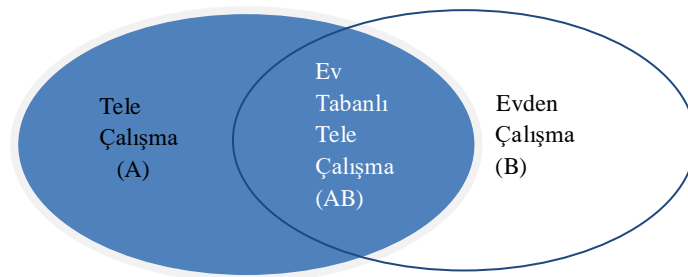 Tele
Çalışma
(A)
Ev
Tabanlı
Tele
Çalışma
(AB)
Evden
Çalışma
(B)